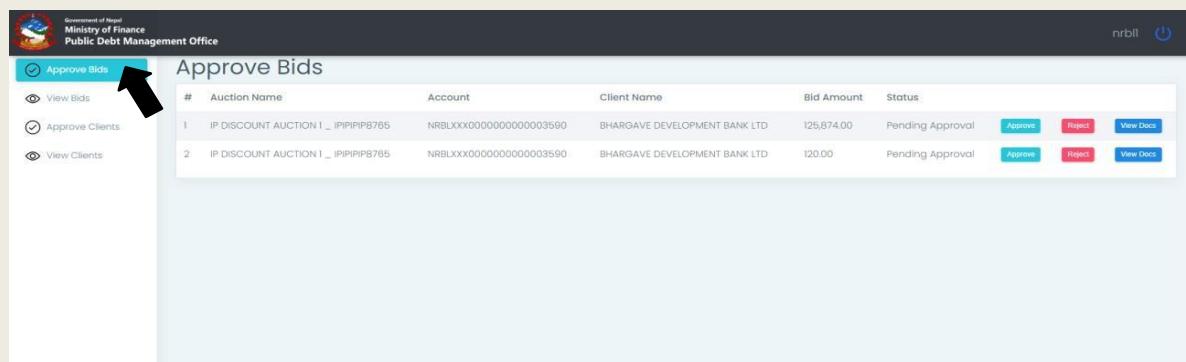 Government of Nepal
Ministry of Finance
Public Debt Management Office
nrbl1
Approve Bids
View Bids
Approve Clients
View Clients
Approve Bids
# Auction Name Account Client Name Bid Amount Status
1 IP DISCOUNT AUCTION 1 _ IPIPIPIP8765 NRBLXXX0000000000003590 BHARGAVE DEVELOPMENT BANK LTD 125,874.00 Pending Approval Approve Reject View Docs
2 IP DISCOUNT AUCTION 1 _ IPIPIPIP8765 NRBLXXX0000000000003590 BHARGAVE DEVELOPMENT BANK LTD 120.00 Pending Approval Approve Reject View Docs